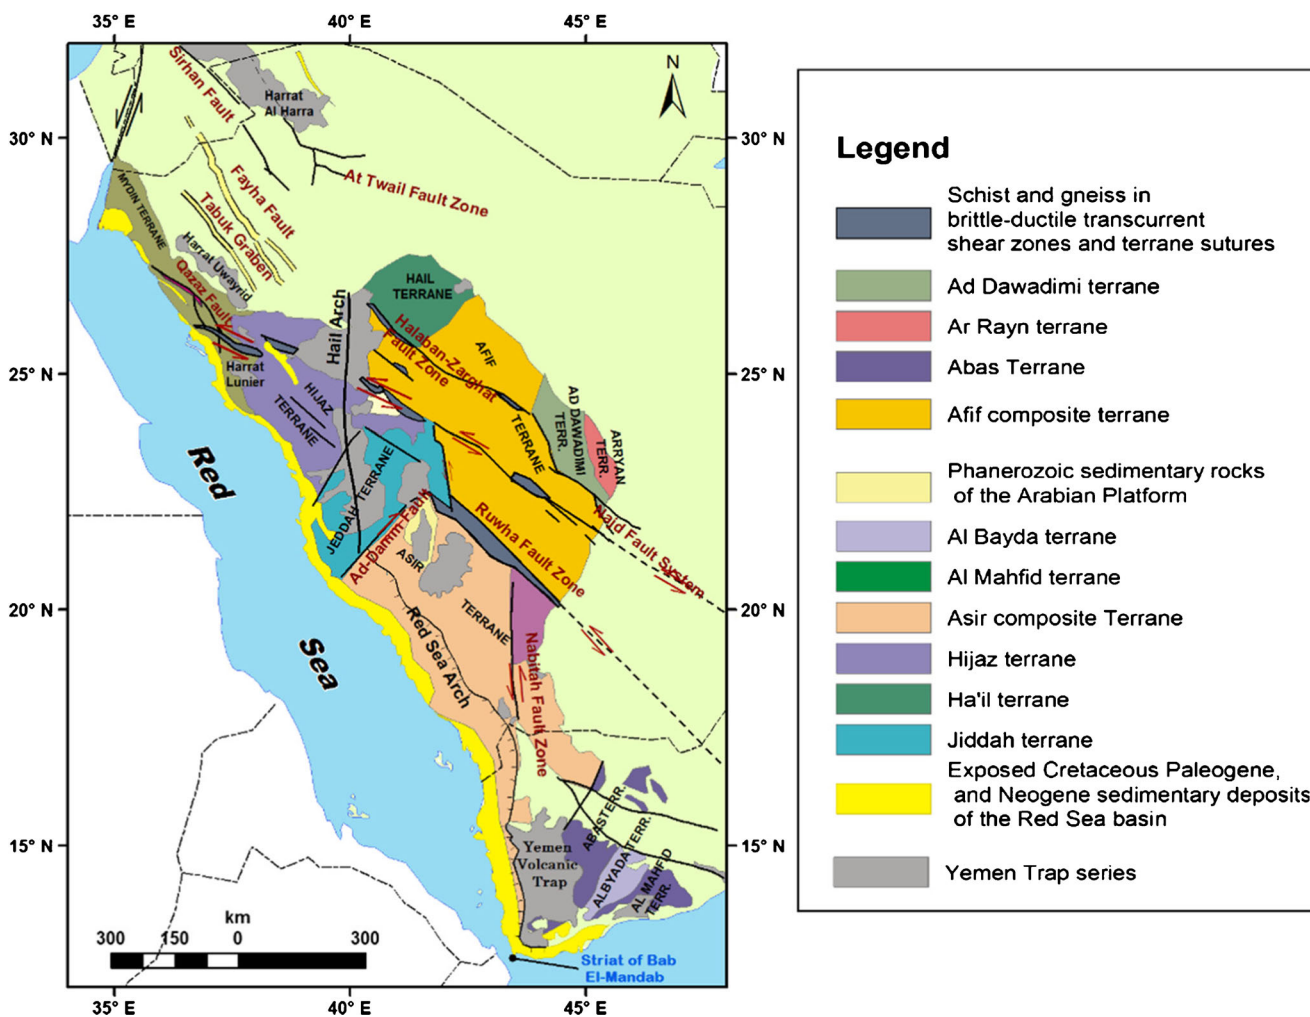 35° E
40° E
45° E
30° N
30° N
25° N
25° N
20° N
20° N
15° N
15° N
35° E
40° E
45° E
N
Sirhan Fault
Harrat
Al Harra
At Twail Fault Zone
Fayha Fault
Tabuk Graben
MYDIN TERRANE
Harrat Uwayrid
Qazaz Fault
Harrat
Lunier
Hail Arch
HAIL
TERRANE
Halaban-Zarghat
Fault Zone
AFIF
TERRANE
AD DAWADIMI
TERR.
ARRYAN
TERR.
HIJAZ
TERRANE
JEDDAH TERRANE
Ad-Damm-Fault
Ruwha Fault Zone
Najd Fault System
ASIR
TERRANE
Red Sea Arch
Nabitah Fault Zone
Red
Sea
ABASTERR.
ALBYADA TERR.
AL MAHFID
TERR.
Yemen
Volcanic
Trap
km
300 150 0 300
Striat of Bab
El-Mandab
Legend
Schist and gneiss in
brittle-ductile transcurrent
shear zones and terrane sutures
Ad Dawadimi terrane
Ar Rayn terrane
Abas Terrane
Afif composite terrane
Phanerozoic sedimentary rocks
of the Arabian Platform
Al Bayda terrane
Al Mahfid terrane
Asir composite Terrane
Hijaz terrane
Ha'il terrane
Jiddah terrane
Exposed Cretaceous Paleogene,
and Neogene sedimentary deposits
of the Red Sea basin
Yemen Trap series